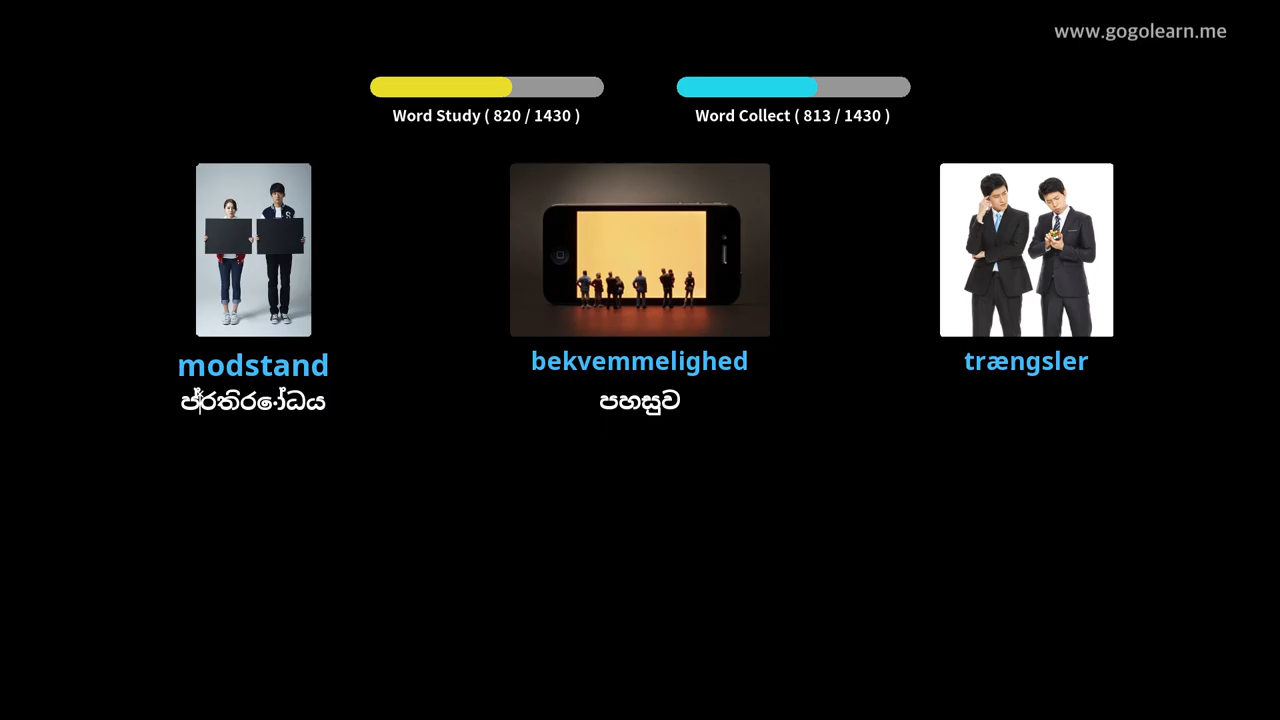 www.gogolearn.me
Word Study ( 820 / 1430 )
Word Collect ( 813 / 1430 )
modstand
ප්‍රතිරෝධය
bekvemmelighed
පහසුව
trængsler